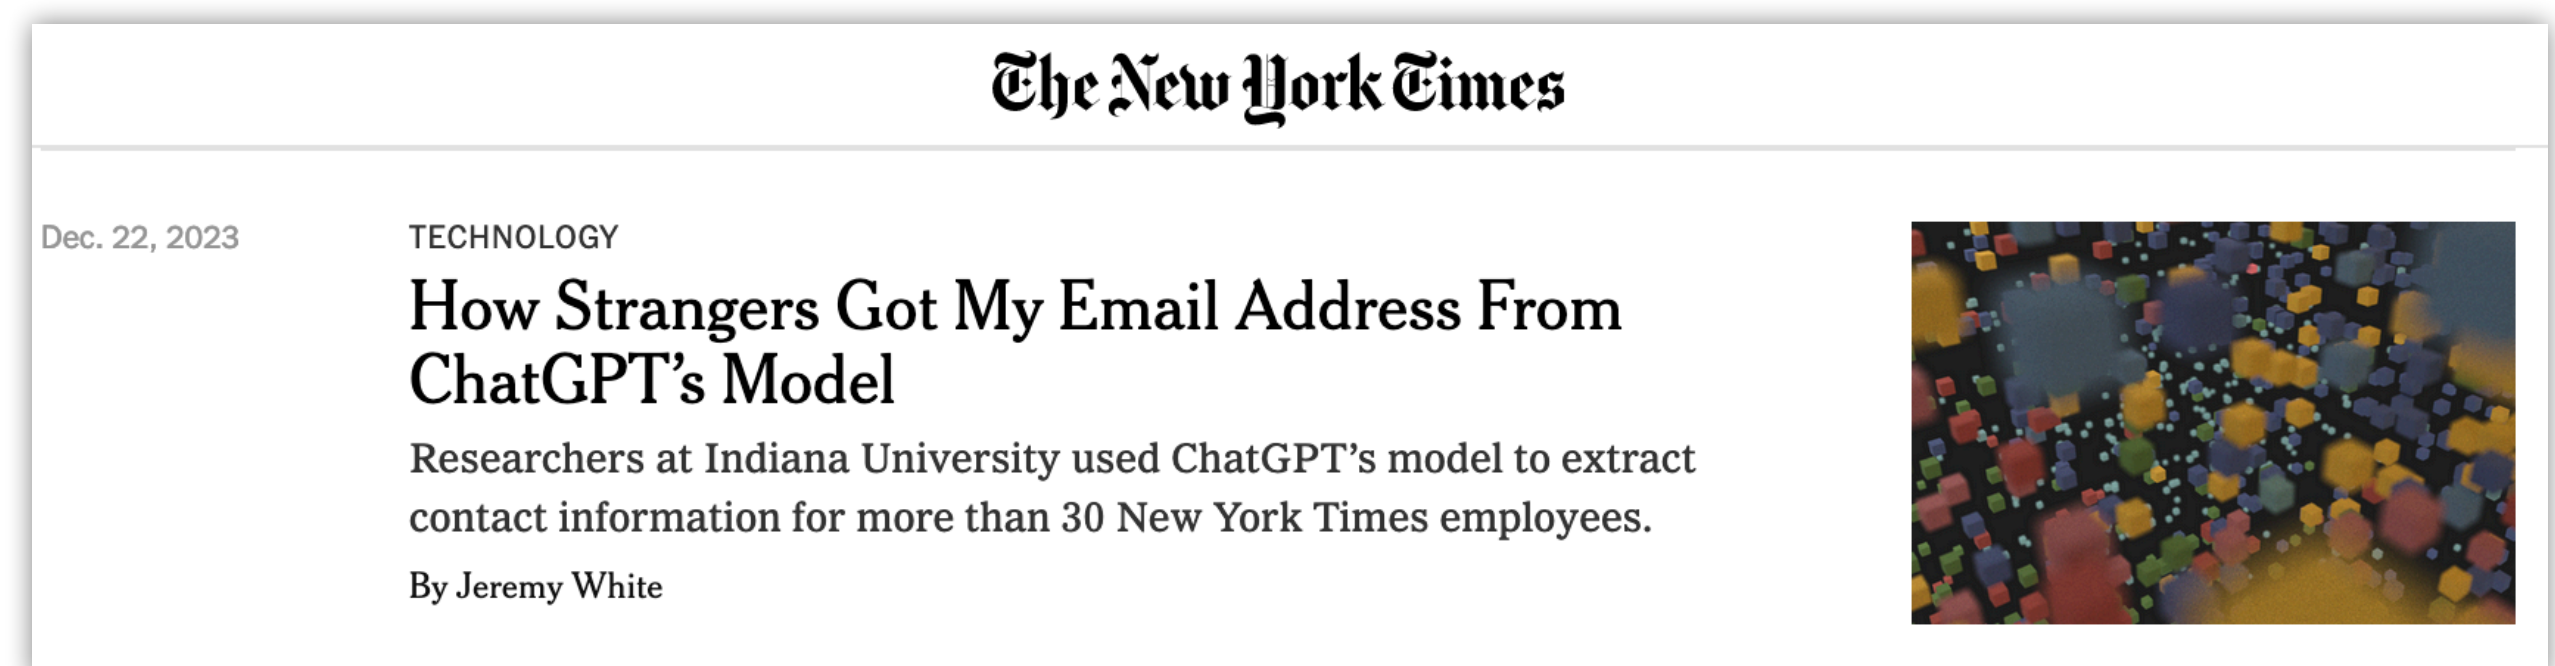 The New York Times
Dec. 22, 2023
TECHNOLOGY
How Strangers Got My Email Address From
ChatGPT’s Model
Researchers at Indiana University used ChatGPT’s model to extract
contact information for more than 30 New York Times employees.
By Jeremy White